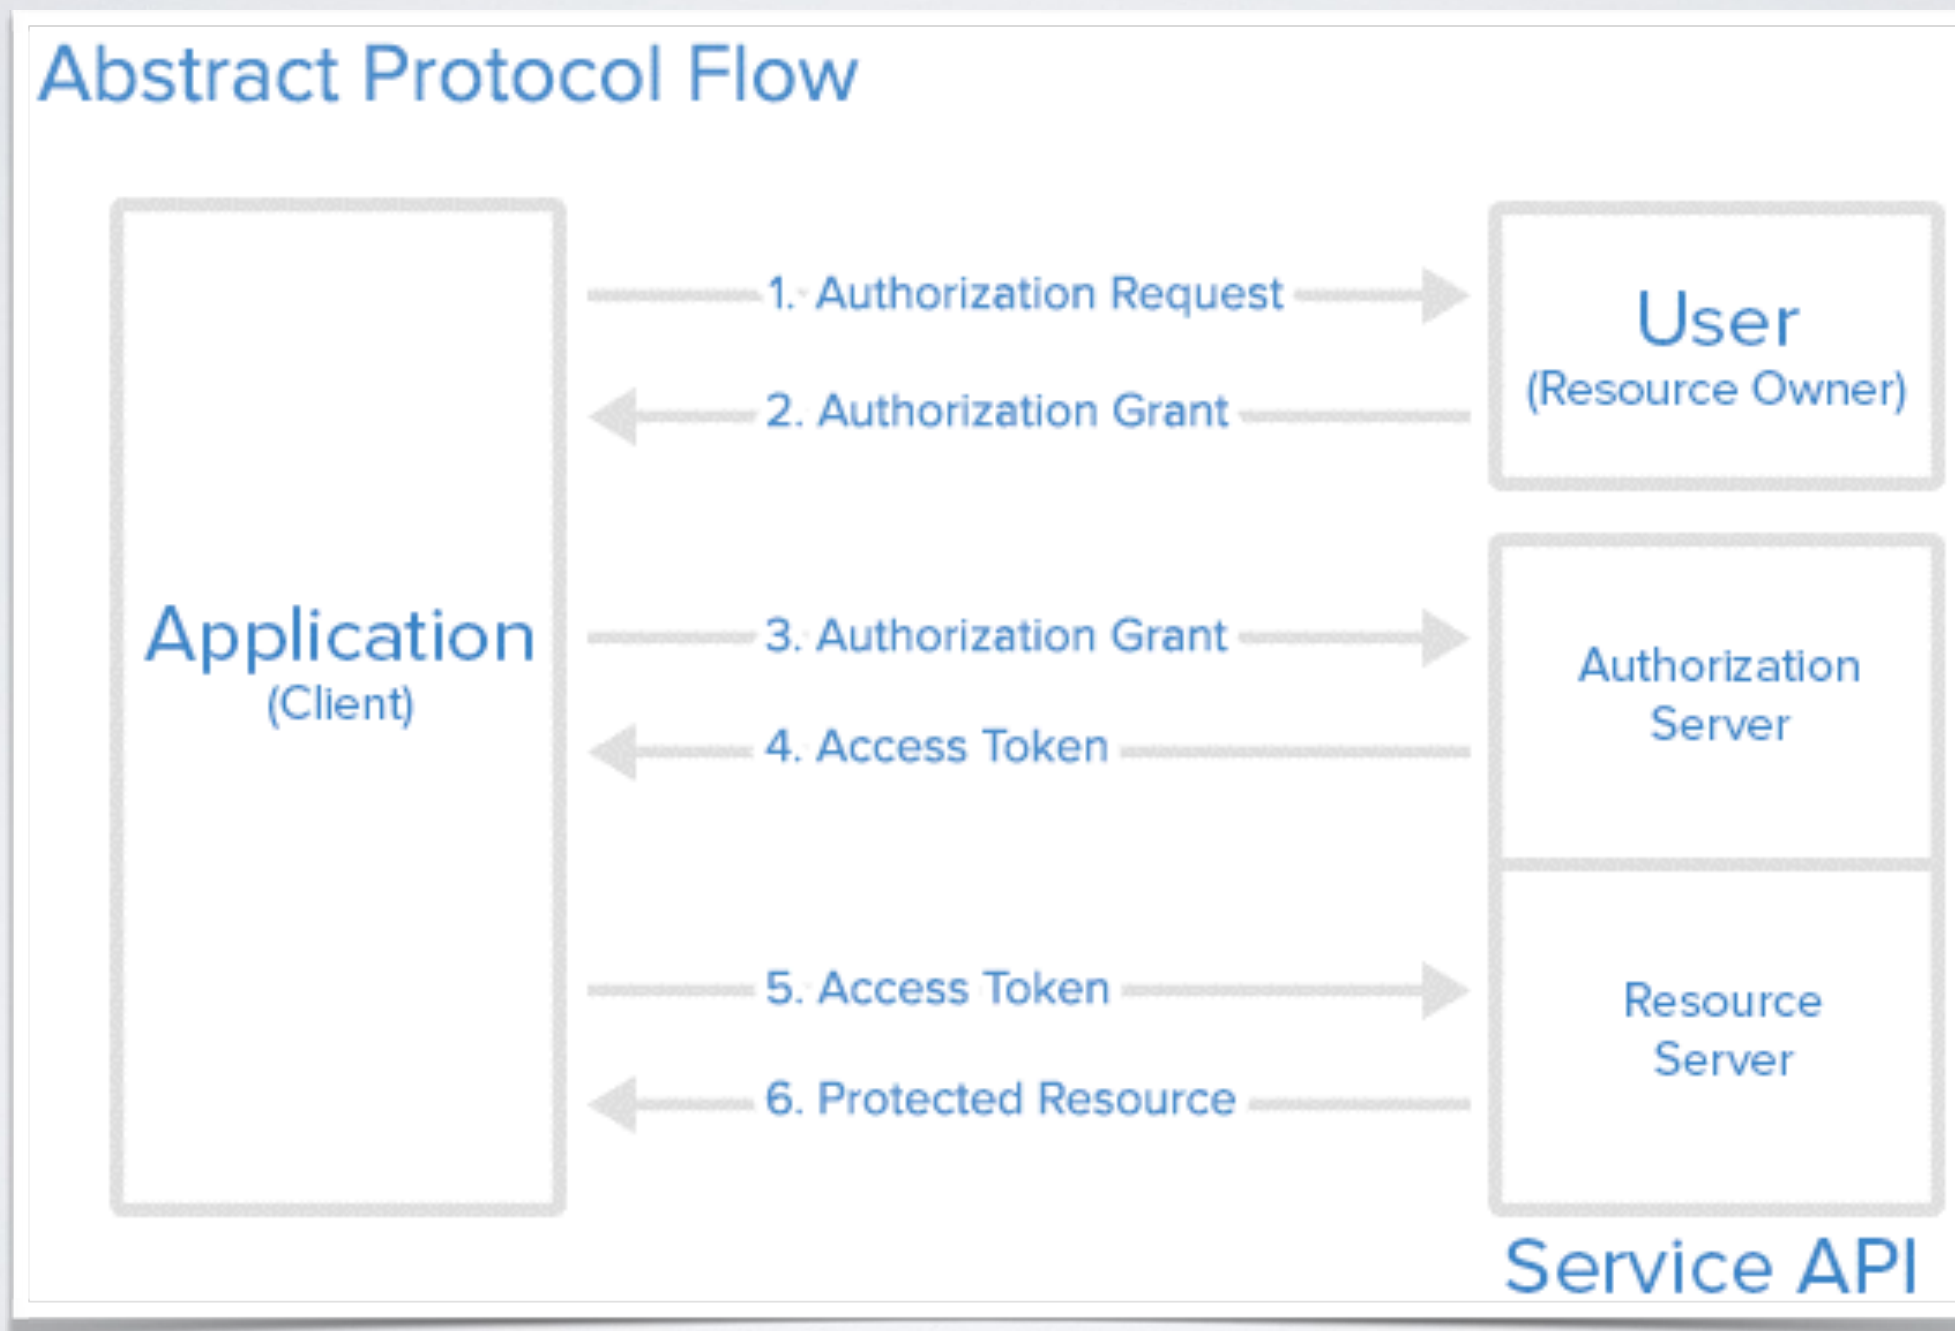 Abstract Protocol Flow
1. Authorization Request
User
(Resource Owner)
2. Authorization Grant
Application
(Client)
3. Authorization Grant
Authorization
Server
4. Access Token
5. Access Token
Resource
Server
6. Protected Resource
Service API